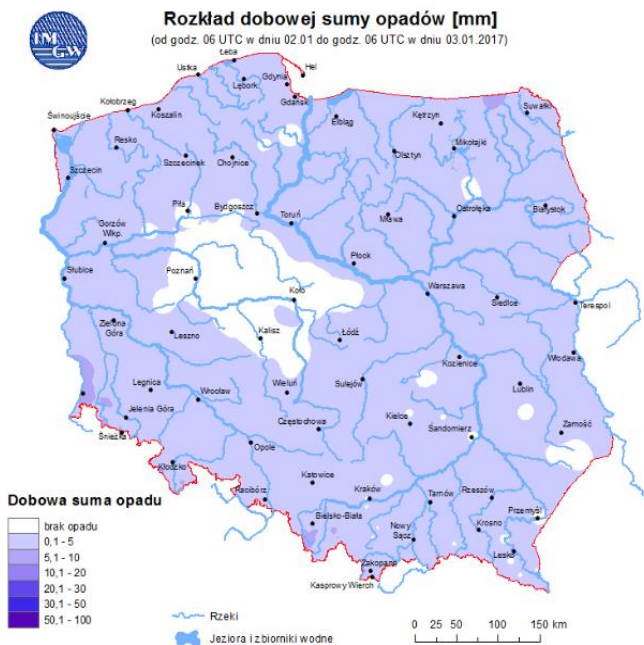 IM
GW
Rozkład dobowej sumy opadów [mm]
(od godz. 06 UTC w dniu 02.01 do godz. 06 UTC w dniu 03.01.2017)
Łeba
Hel
Ustka
Gdynia
Lębork
Gdańsk
Kołobrzeg
Koszalin
Świnoujście
Elbląg
Kętrzyn
Suwałki
Resko
Szczecinek
Chojnice
Olsztyn
Mikołajki
Szczecin
Piła
Bydgoszcz
Toruń
Mława
Ostrołęka
Białystok
Gorzów
Wlkp.
Płock
Słubice
Poznań
Koło
Warszawa
Siedlce
Terespol
Zielona
Góra
Leszno
Kalisz
Łódź
Kozienice
Włodawa
Legnica
Wrocław
Wieluń
Sulejów
Lublin
Jelenia Góra
Śnieżka
Częstochowa
Kielce
Sandomierz
Zamość
Kłodzko
Opole
Katowice
Racibórz
Kraków
Tarnów
Rzeszów
Przemyśl
Bielsko-Biała
Nowy
Sącz
Krosno
Lesko
Zakopane
Kasprowy Wierch
Dobowa suma opadu
brak opadu
0,1 - 5
5,1 - 10
10,1 - 20
20,1 - 30
30,1 - 50
50,1 - 100
Rzeki
Jeziora i zbiorniki wodne
0 25 50 100 150 km